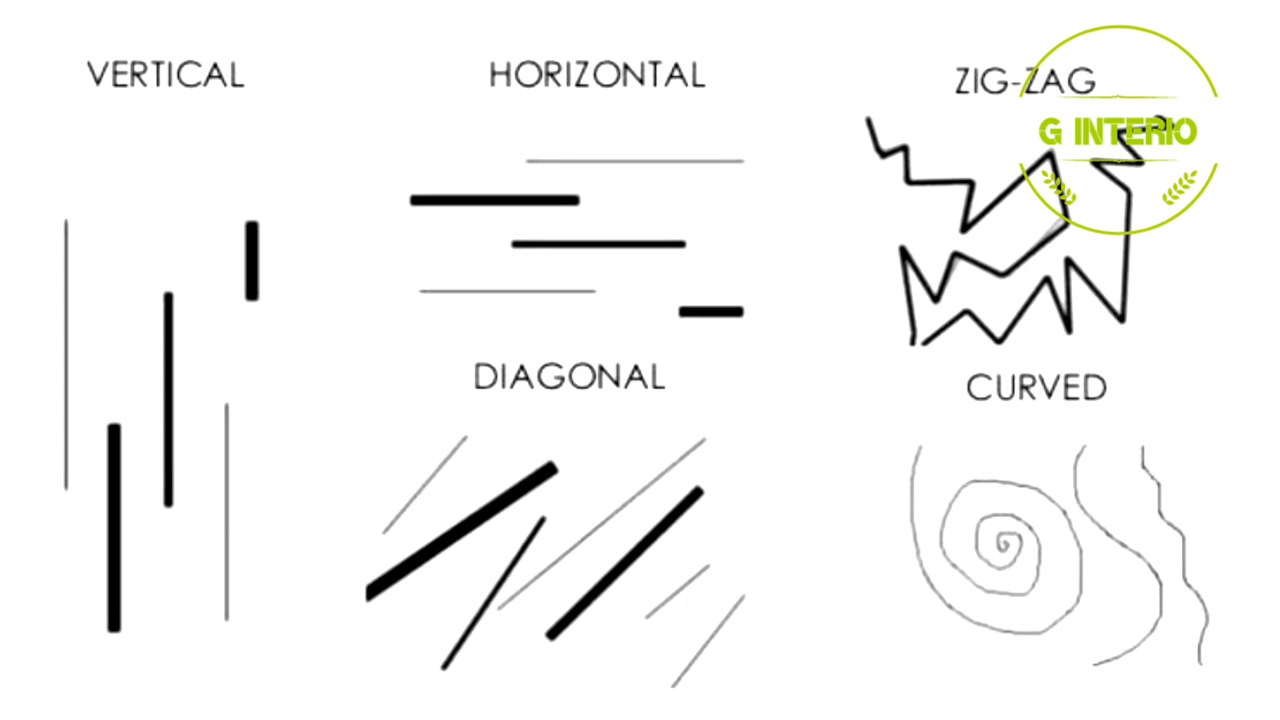 VERTICAL
HORIZONTAL
ZIG-ZAG
G INTERIO
DIAGONAL
CURVED